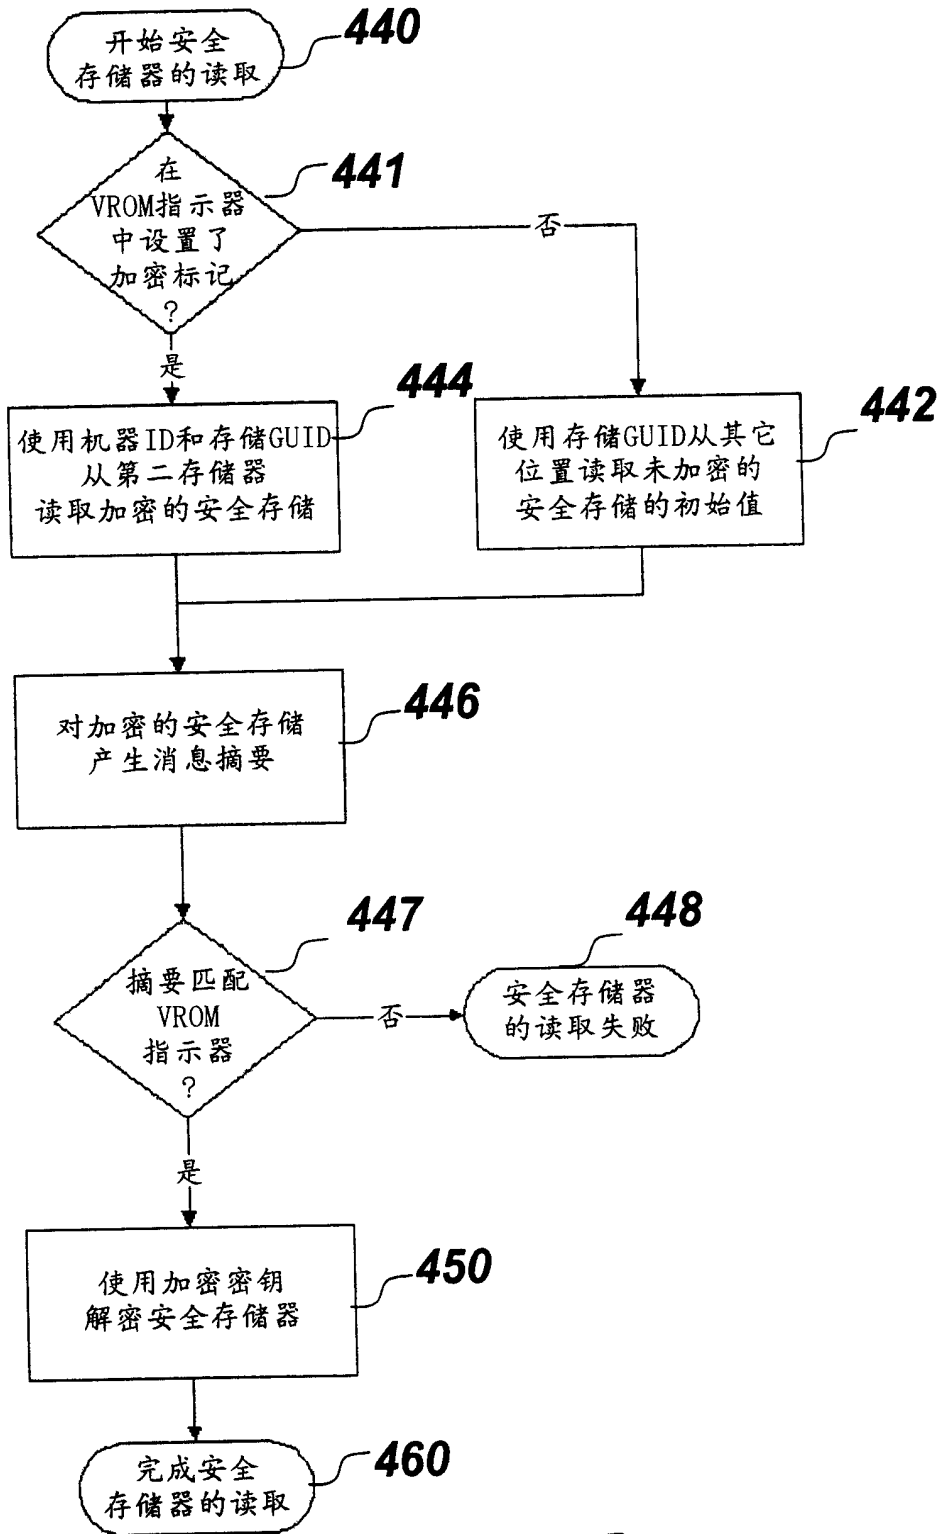 开始安全
存储器的读取
440
在
VROM指示器
中设置了
加密标记
?
441
否
是
使用机器ID和存储GUID
从第二存储器
读取加密的安全存储
444
使用存储GUID从其它
位置读取未加密的
安全存储的初始值
442
对加密的安全存储
产生消息摘要
446
摘要匹配
VROM
指示器
?
447
否
安全存储器
的读取失败
448
是
使用加密密钥
解密安全存储器
450
完成安全
存储器的读取
460